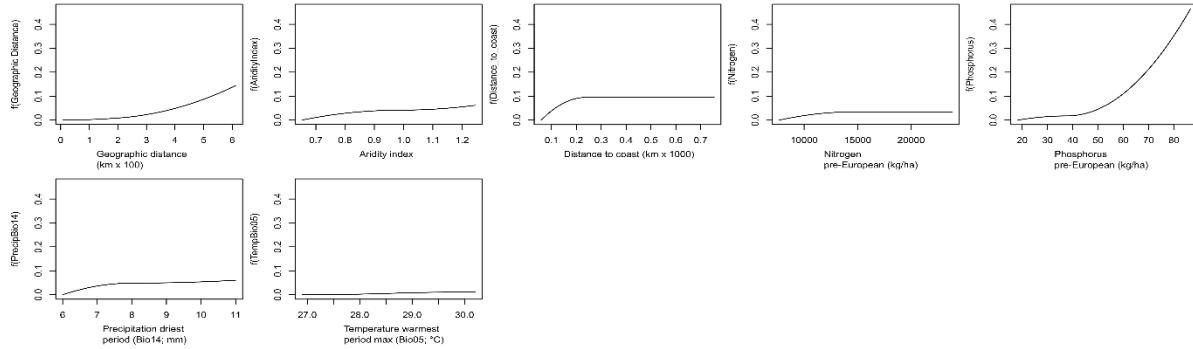 f(Geographic Distance)
0.0 0.1 0.2 0.3 0.4
0 1 2 3 4 5 6
Geographic distance
(km x 100)
f(AridityIndex)
0.0 0.1 0.2 0.3 0.4
0.7 0.8 0.9 1.0 1.1 1.2
Aridity index
f(Distance_to_coast)
0.0 0.1 0.2 0.3 0.4
0.1 0.2 0.3 0.4 0.5 0.6 0.7
Distance to coast (km x 1000)
f(Nitrogen)
0.0 0.1 0.2 0.3 0.4
10000 15000 20000
Nitrogen
pre-European (kg/ha)
f(Phosphorus)
0.0 0.1 0.2 0.3 0.4
20 30 40 50 60 70 80
Phosphorus
pre-European (kg/ha)
f(PrecipBio14)
0.0 0.1 0.2 0.3 0.4
6 7 8 9 10 11
Precipitation driest
period (Bio14; mm)
f(TempBio05)
0.0 0.1 0.2 0.3 0.4
27.0 28.0 29.0 30.0
Temperature warmest
period max (Bio05; °C)